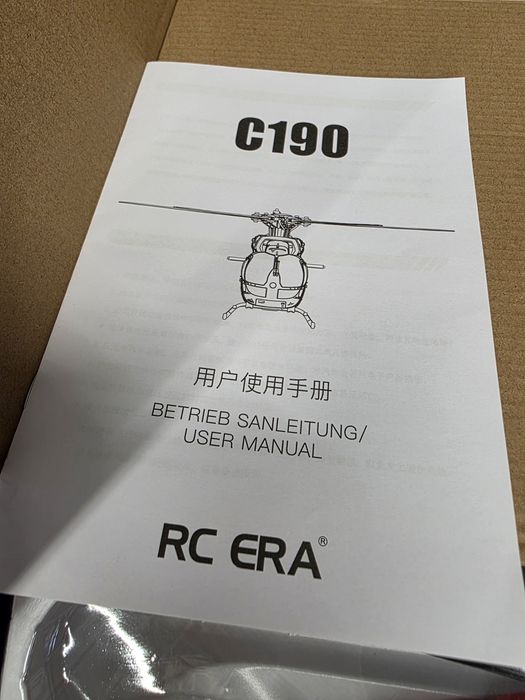 C190
用户使用手册
BETRIEB SANLEITUNG/
USER MANUAL
RC ERA®